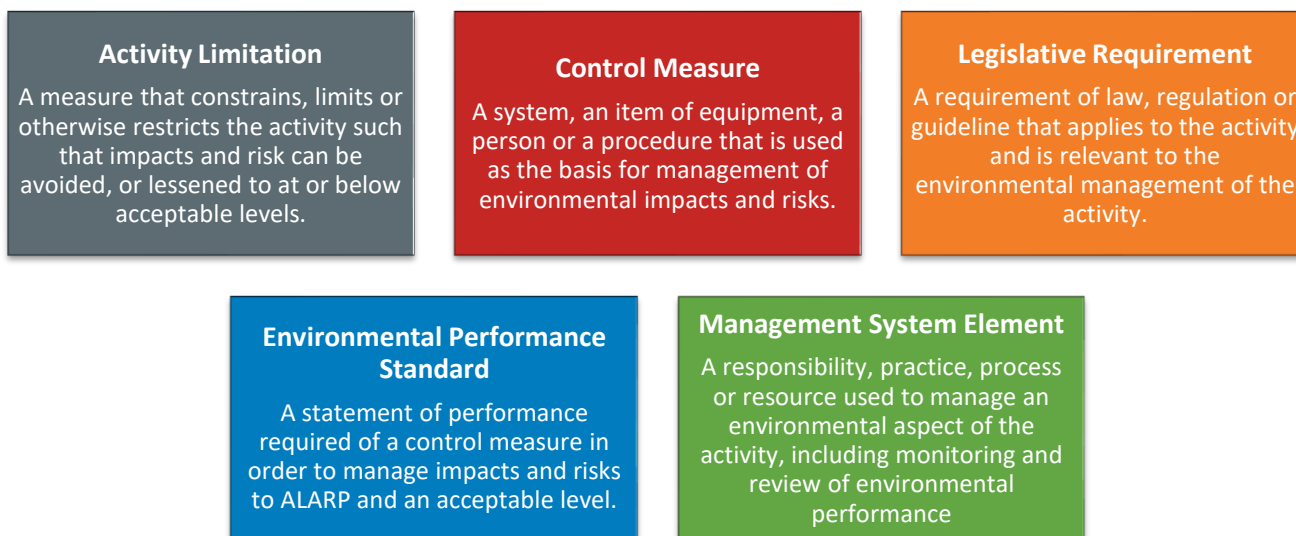 Activity Limitation
A measure that constrains, limits or
otherwise restricts the activity such
that impacts and risk can be
avoided, or lessened to at or below
acceptable levels.
Control Measure
A system, an item of equipment, a
person or a procedure that is used
as the basis for management of
environmental impacts and risks.
Legislative Requirement
A requirement of law, regulation or
guideline that applies to the activity
and is relevant to the
environmental management of the
activity.
Environmental Performance
Standard
A statement of performance
required of a control measure in
order to manage impacts and risks
to ALARP and an acceptable level.
Management System Element
A responsibility, practice, process
or resource used to manage an
environmental aspect of the
activity, including monitoring and
review of environmental
performance